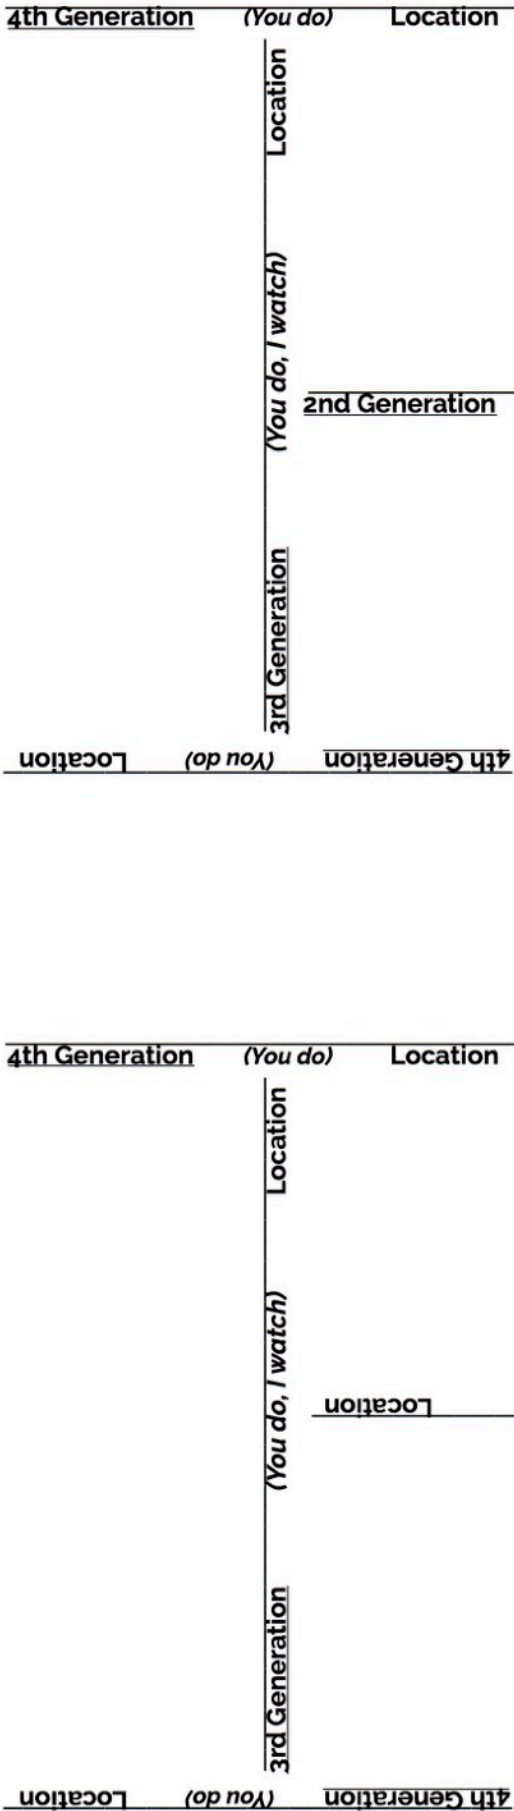 4th Generation (You do) Location
Location
(You do, I watch)
2nd Generation
3rd Generation
4th Generation (You do) Location
4th Generation (You do) Location
Location
(You do, I watch)
Location
3rd Generation
4th Generation (You do) Location